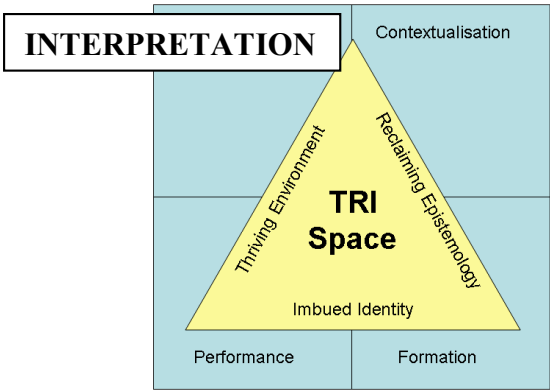 INTERPRETATION
Contextualisation
Thriving Environment
Reclaiming Epistemology
TRI
Space
Imbued Identity
Performance
Formation